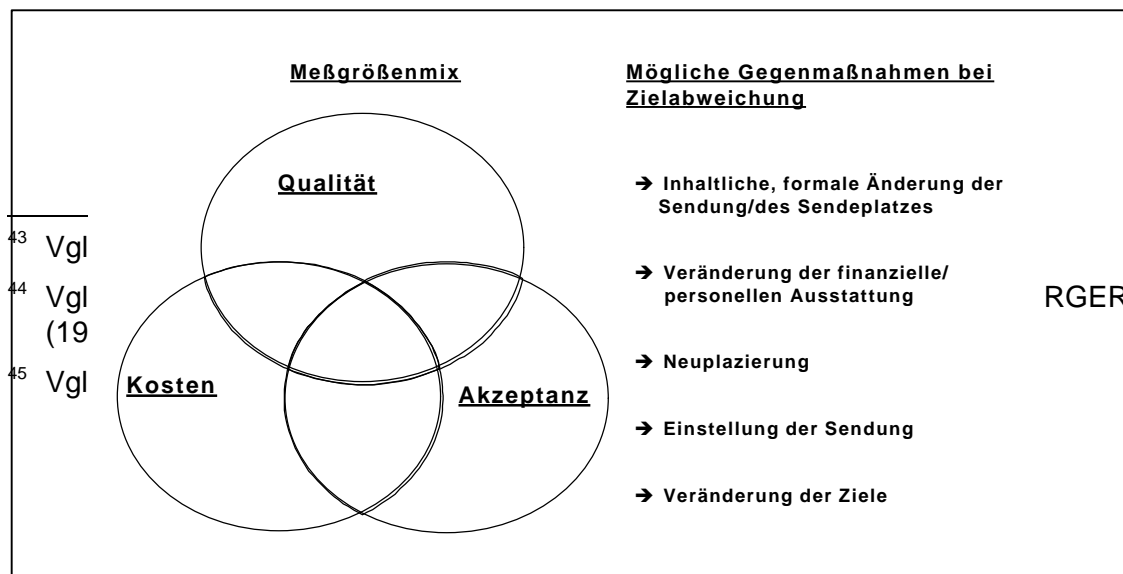 Meßgrößenmix
Qualität
Kosten
Akzeptanz
Mögliche Gegenmaßnahmen bei
Zielabweichung
➔ Inhaltliche, formale Änderung der
Sendung/des Sendeplatzes
➔ Veränderung der finanzielle/
personellen Ausstattung
➔ Neuplazierung
➔ Einstellung der Sendung
➔ Veränderung der Ziele
43 Vgl
44 Vgl
(19
45 Vgl
RGER